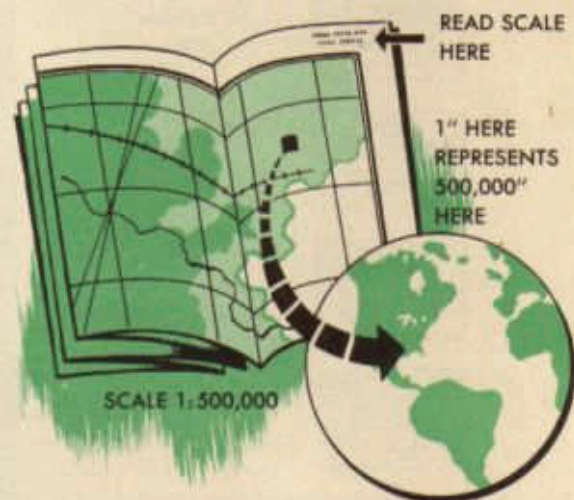 READ SCALE
HERE
1" HERE
REPRESENTS
500,000"
HERE
SCALE 1:500,000